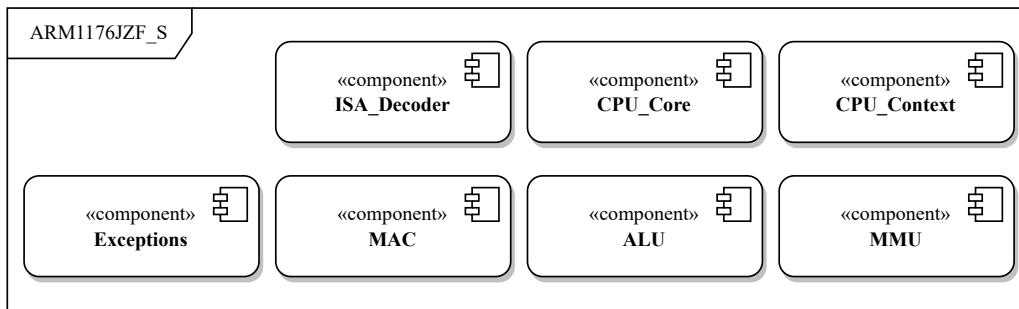 ARM1176JZF_S
«component»
ISA_Decoder
«component»
CPU_Core
«component»
CPU_Context
«component»
Exceptions
«component»
MAC
«component»
ALU
«component»
MMU